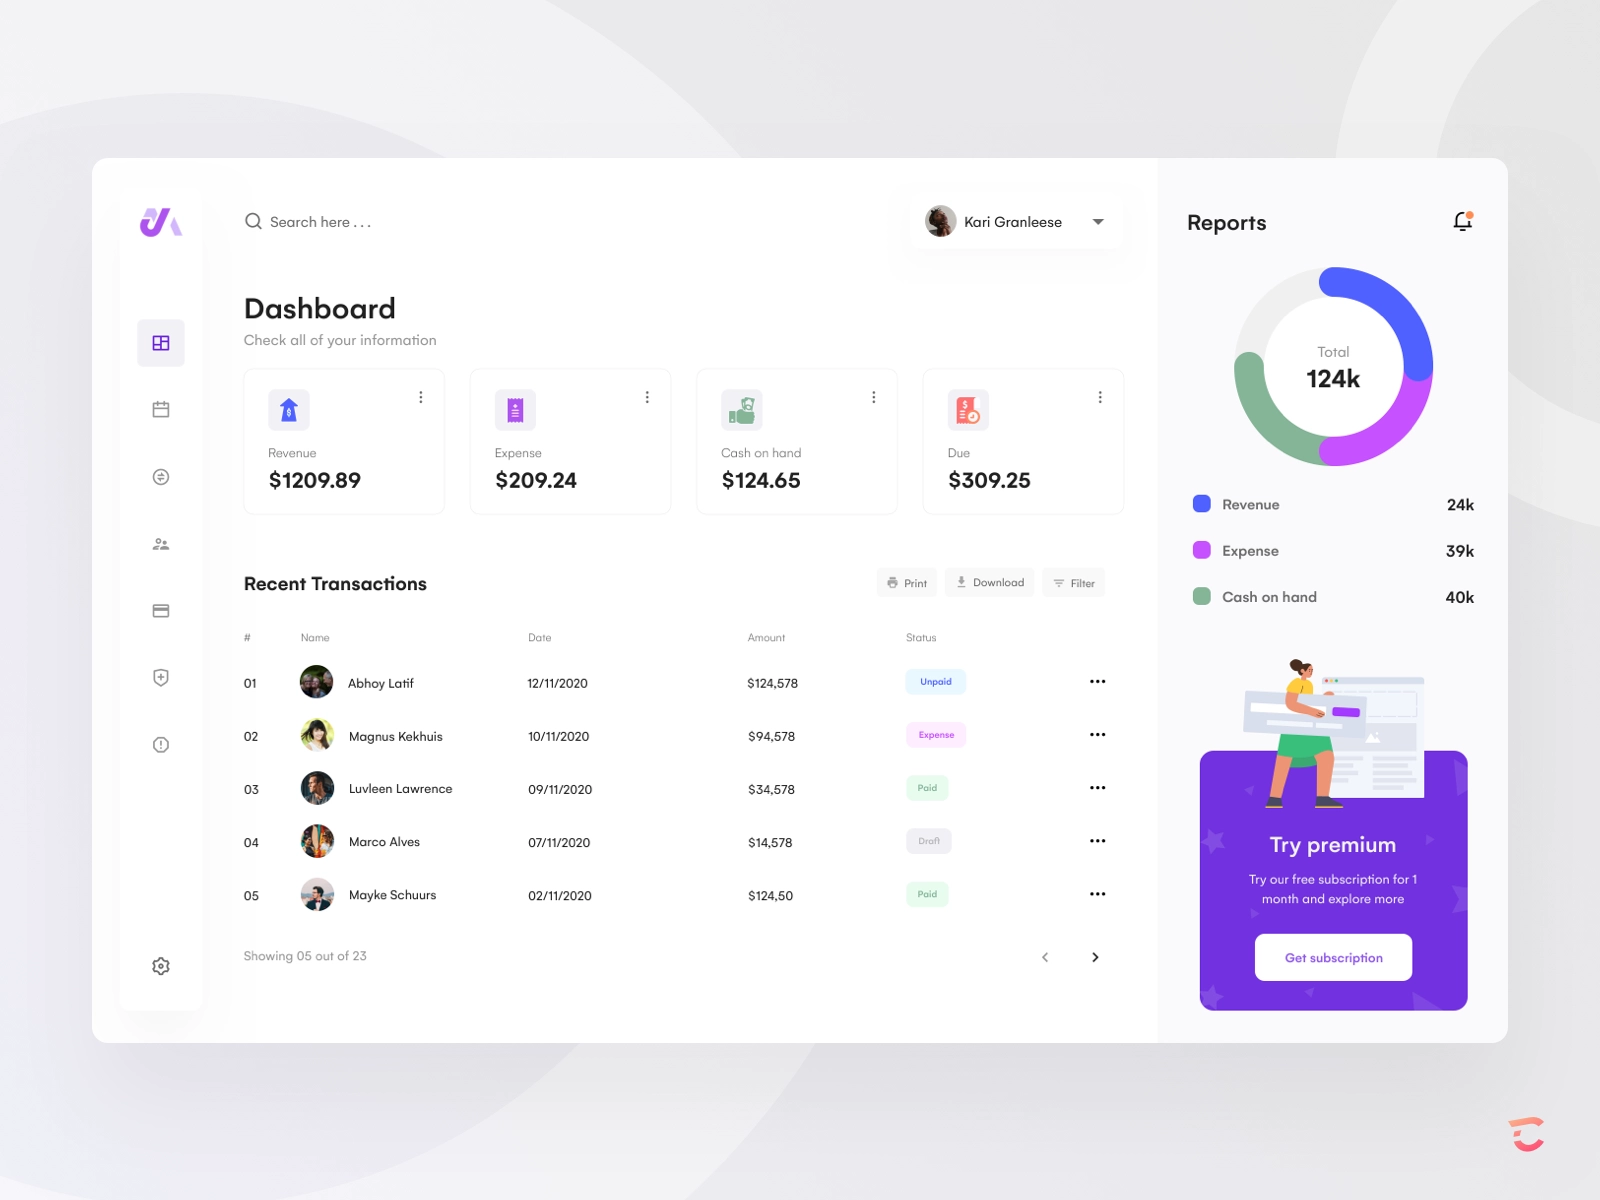 Search here . . .
Kari Granleese
Dashboard
Check all of your information
Revenue
$1209.89
Expense
$209.24
Cash on hand
$124.65
Due
$309.25
Recent Transactions
Print
Download
Filter
# Name Date Amount Status
01 Abhoy Latif 12/11/2020 $124,578 Unpaid
02 Magnus Kekhuis 10/11/2020 $94,578 Expense
03 Luvleen Lawrence 09/11/2020 $34,578 Paid
04 Marco Alves 07/11/2020 $14,578 Draft
05 Mayke Schuurs 02/11/2020 $124,50 Paid
Showing 05 out of 23
Reports
Total
124k
Revenue 24k
Expense 39k
Cash on hand 40k
Try premium
Try our free subscription for 1
month and explore more
Get subscription